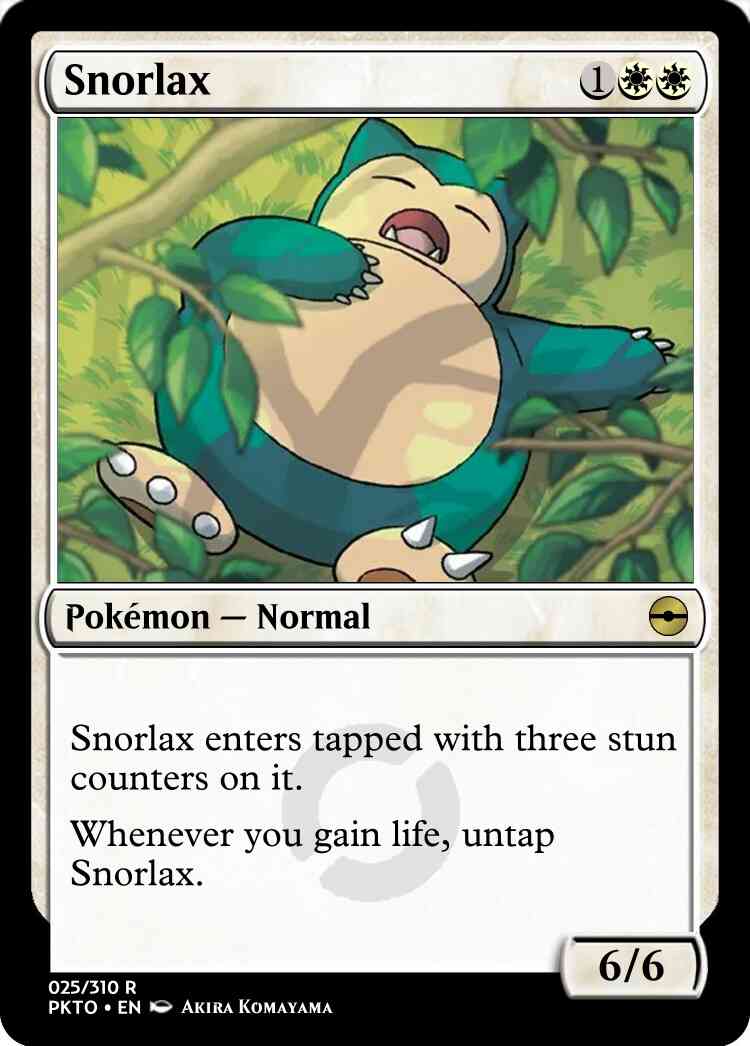 Snorlax 1
Pokémon — Normal
Snorlax enters tapped with three stun
counters on it.
Whenever you gain life, untap
Snorlax.
6/6
025/310 R
PKTO • EN Akira Komayama